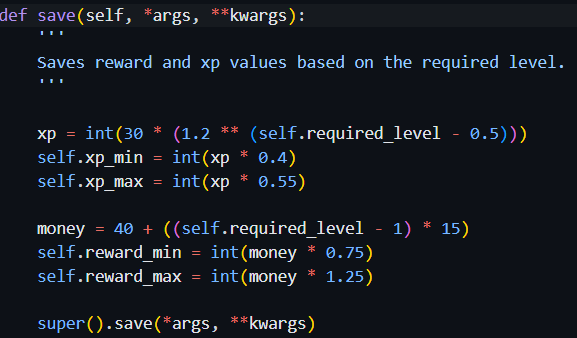 def save(self, *args, **kwargs):
    '''
    Saves reward and xp values based on the required level.
    '''
    xp = int(30 * (1.2 ** (self.required_level - 0.5)))
    self.xp_min = int(xp * 0.4)
    self.xp_max = int(xp * 0.55)
    money = 40 + ((self.required_level - 1) * 15)
    self.reward_min = int(money * 0.75)
    self.reward_max = int(money * 1.25)
    super().save(*args, **kwargs)